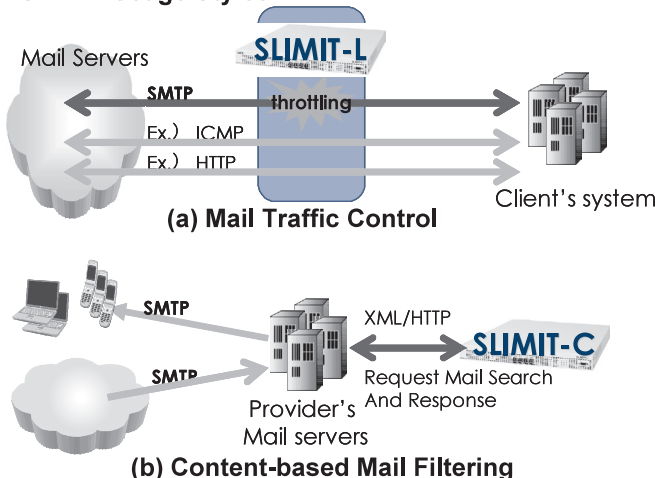 Mail Servers
SLIMIT-L
SMTP
throttling
Ex.) ICMP
Ex.) HTTP
Client's system
(a) Mail Traffic Control
SMTP
XML/HTTP
SLIMIT-C
SMTP
Request Mail Search
And Response
Provider's
Mail servers
(b) Content-based Mail Filtering